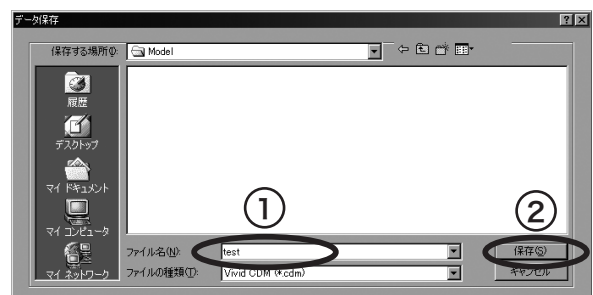 データ保存
保存する場所(I): Model
履歴
デスクトップ
マイ ドキュメント
マイ コンピュータ
マイ ネットワーク
① ②
ファイル名(N): test 保存(S)
ファイルの種類(T): Vivid CDM (*.cdm) キャンセル